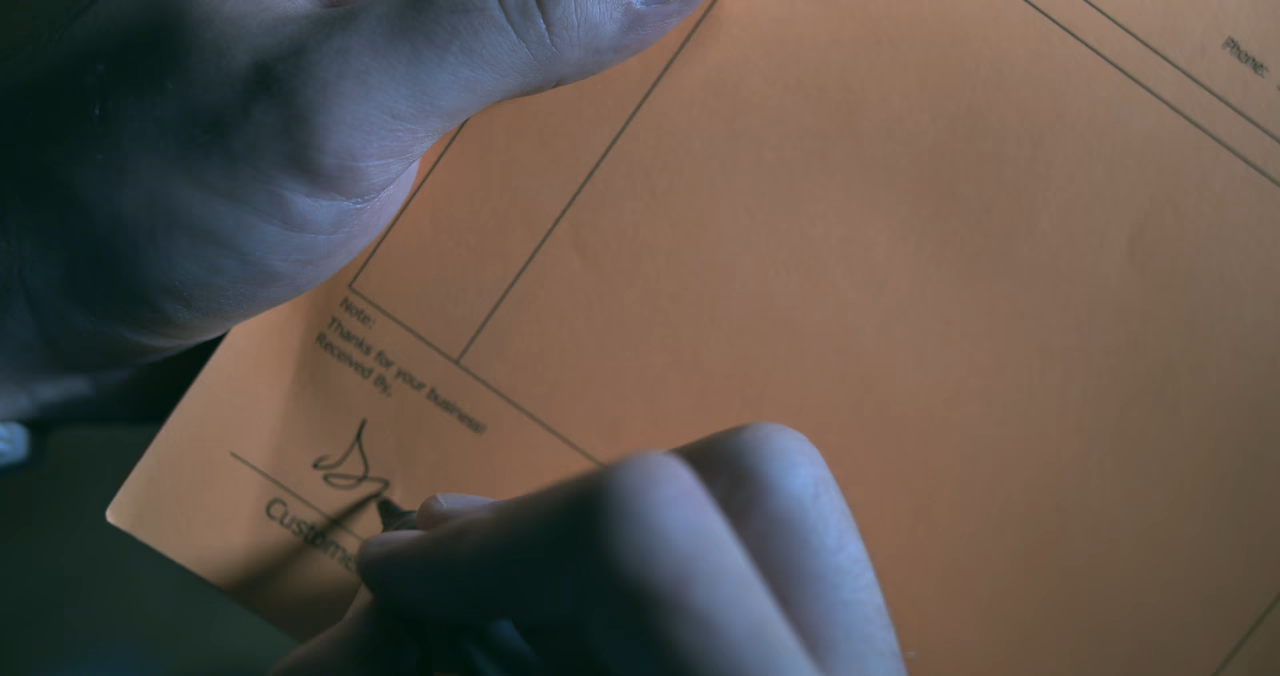 Phone:
Note:
Thanks for your business!
Received By,
Custome